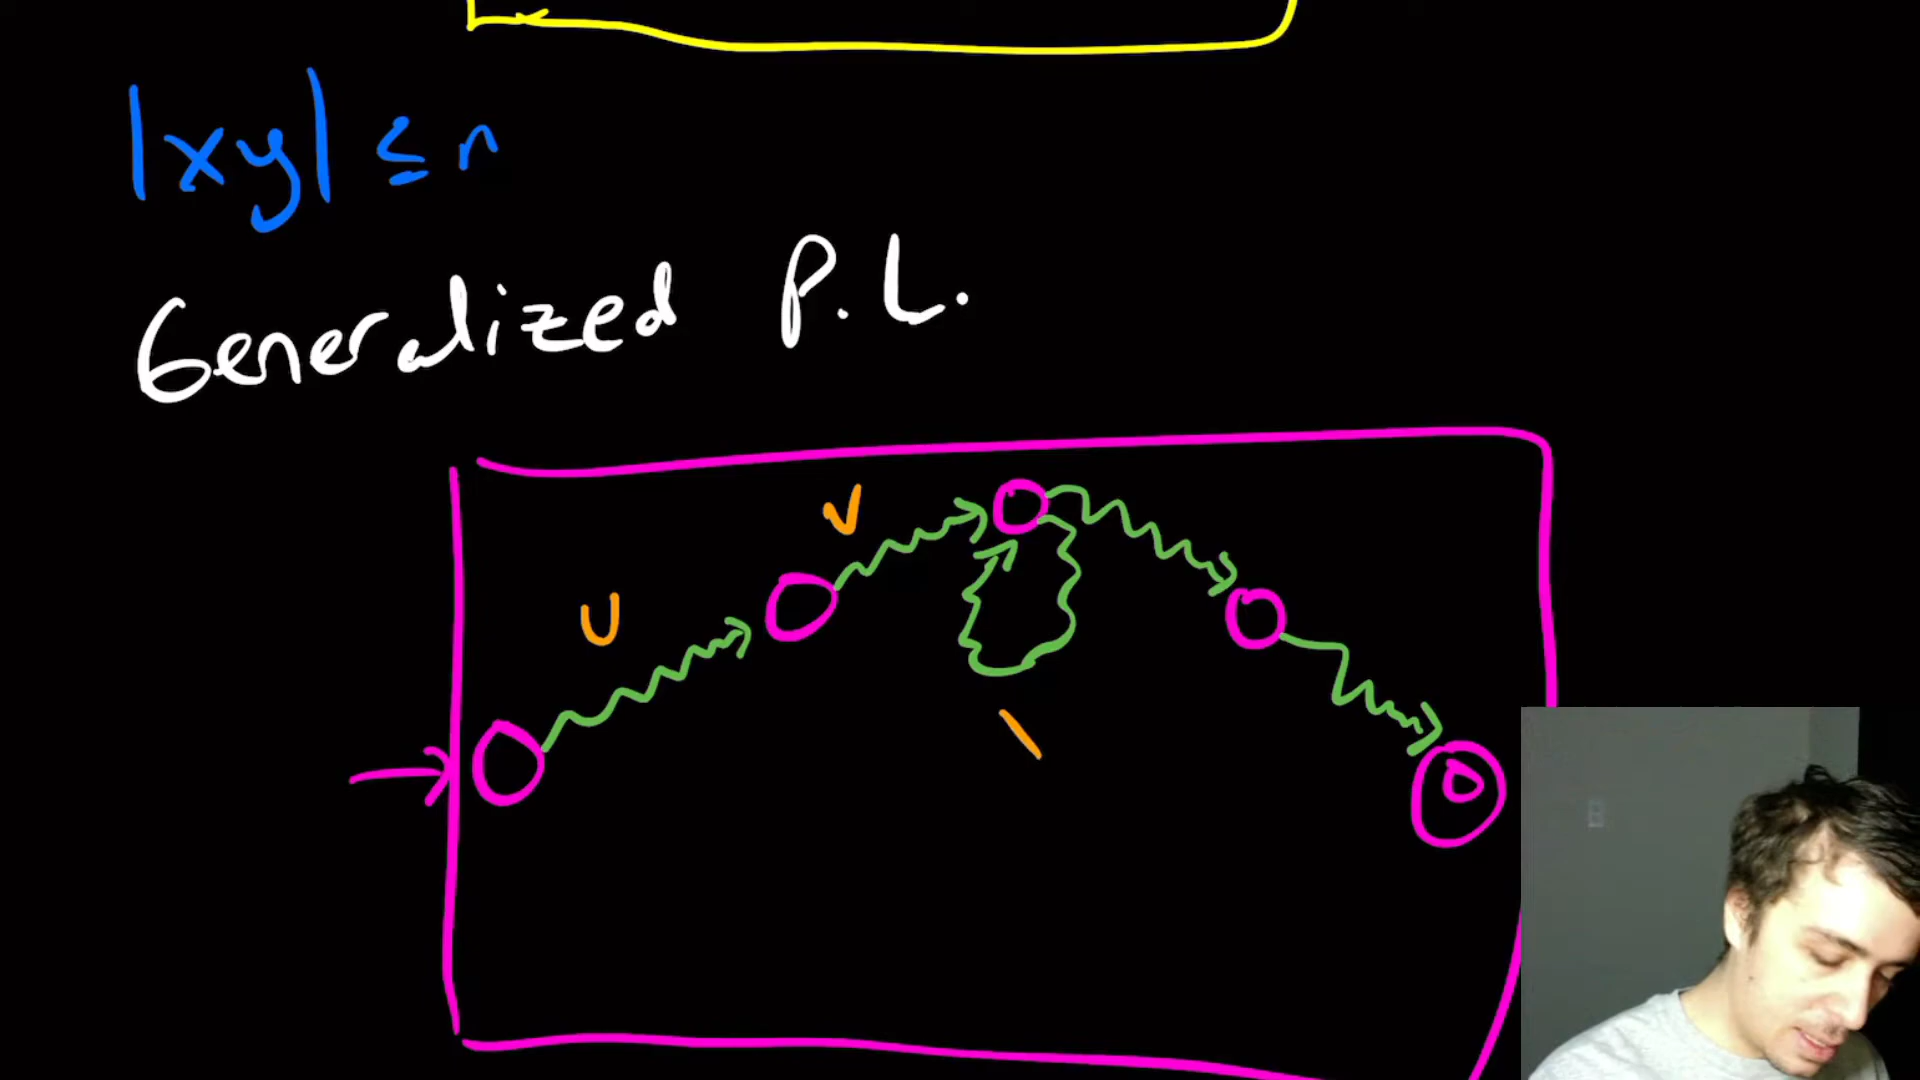 |xy| ≤ n
Generalized P.L.
V
U